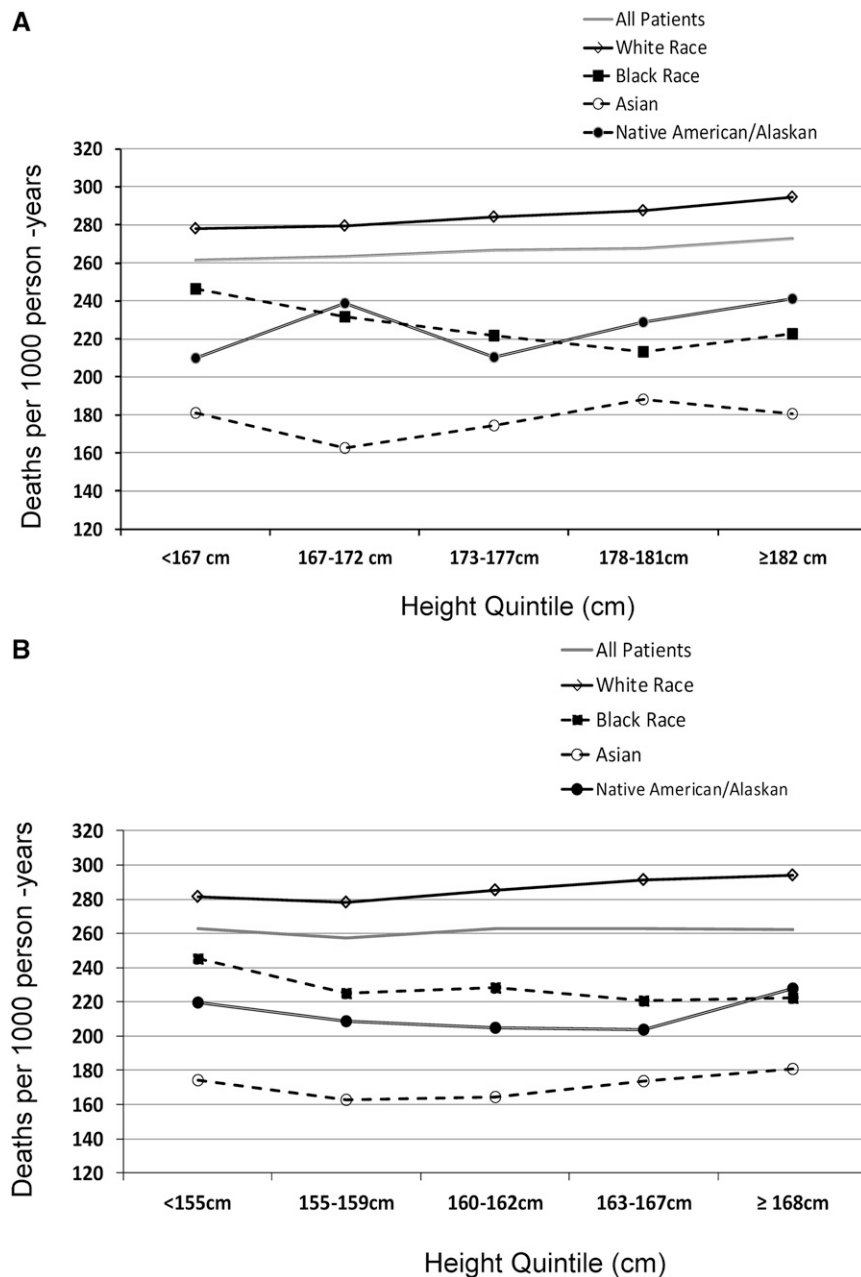 A
All Patients
White Race
Black Race
Asian
Native American/Alaskan
320
300
280
260
240
220
200
180
160
140
120
Deaths per 1000 person -years
<167 cm
167-172 cm
173-177cm
178-181cm
≥182 cm
Height Quintile (cm)
B
All Patients
White Race
Black Race
Asian
Native American/Alaskan
320
300
280
260
240
220
200
180
160
140
120
Deaths per 1000 person -years
<155cm
155-159cm
160-162cm
163-167cm
≥ 168cm
Height Quintile (cm)